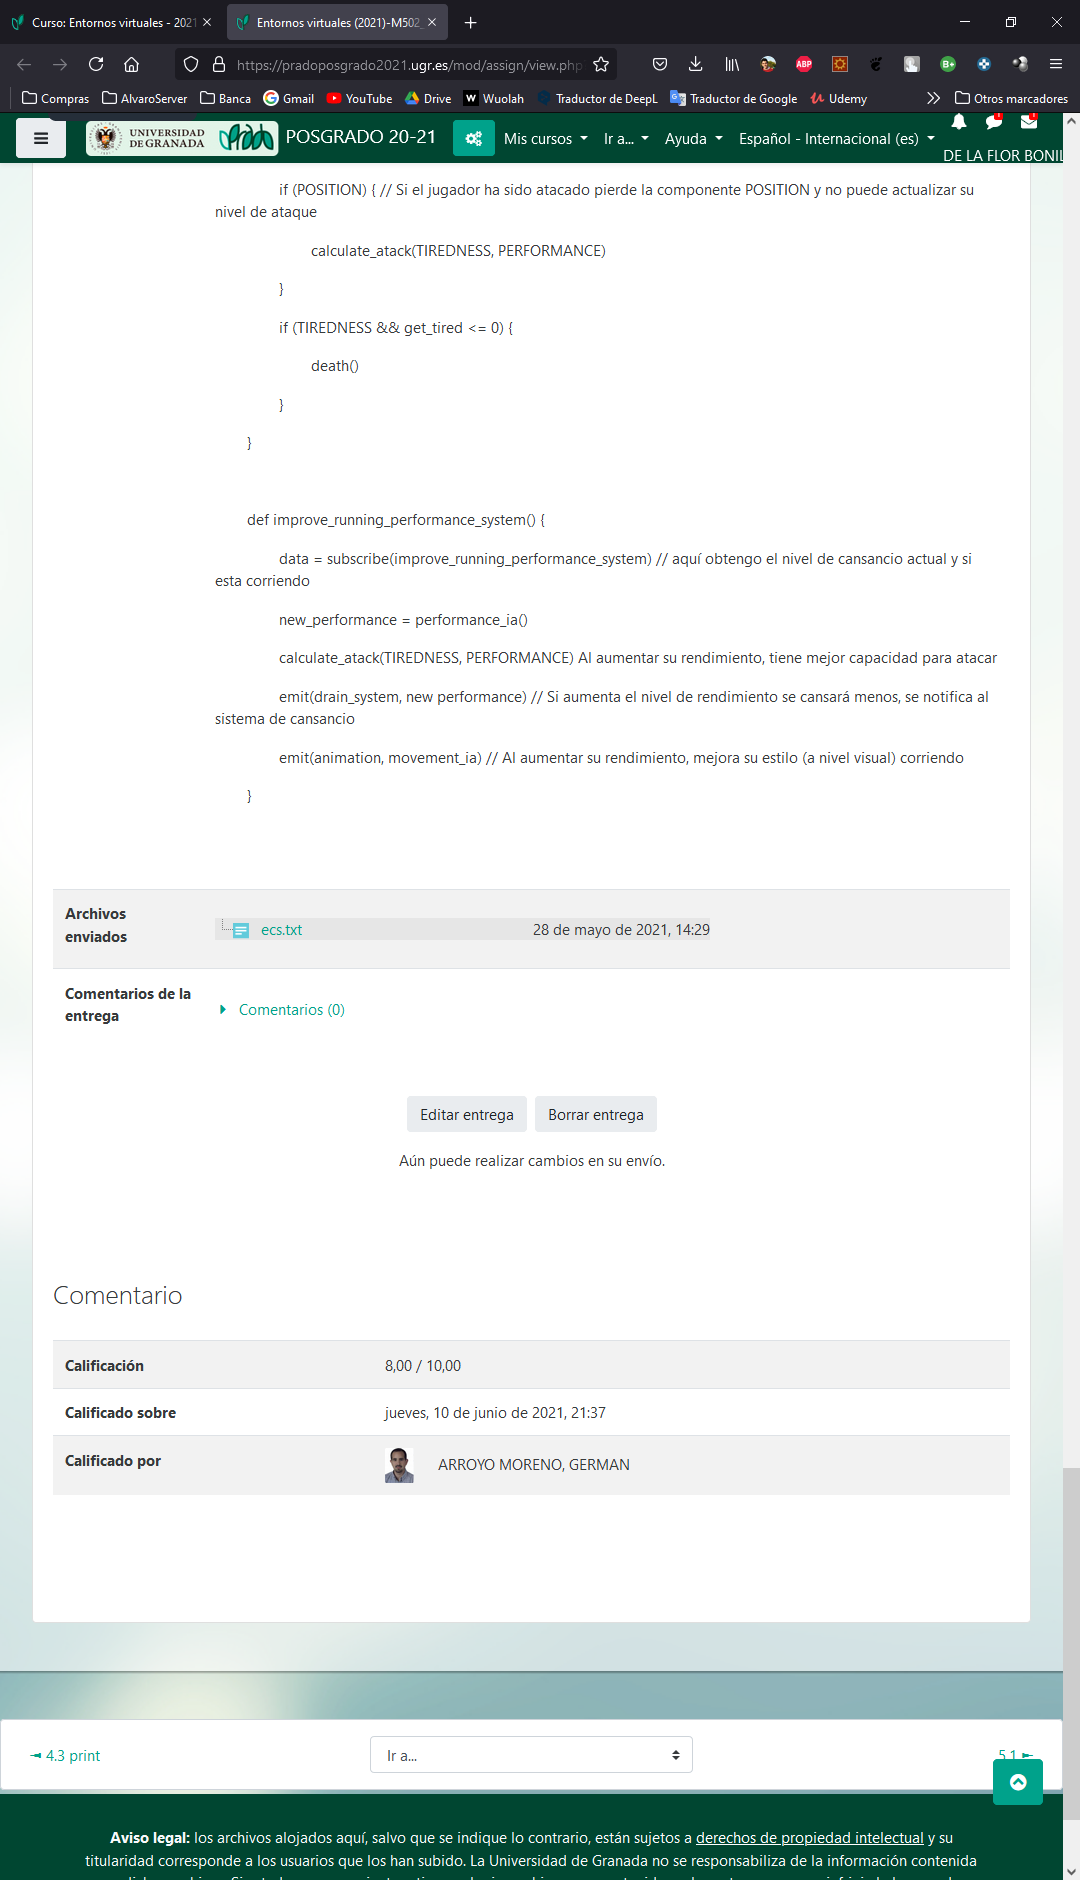 Curso: Entornos virtuales - 2021
Entornos virtuales (2021)-M502_
https://pradoposgrado2021.ugr.es/mod/assign/view.php
Compras AlvaroServer Banca Gmail YouTube Drive Wuolah Traductor de DeepL Traductor de Google Udemy Otros marcadores
UNIVERSIDAD
DE GRANADA
POSGRADO 20-21 Mis cursos Ir a... Ayuda Español - Internacional (es)
DE LA FLOR BONIL
if (POSITION) { // Si el jugador ha sido atacado pierde la componente POSITION y no puede actualizar su
nivel de ataque
calculate_atack(TIREDNESS, PERFORMANCE)
}
if (TIREDNESS && get_tired <= 0) {
death()
}
}
def improve_running_performance_system() {
data = subscribe(improve_running_performance_system) // aquí obtengo el nivel de cansancio actual y si
esta corriendo
new_performance = performance_ia()
calculate_atack(TIREDNESS, PERFORMANCE) Al aumentar su rendimiento, tiene mejor capacidad para atacar
emit(drain_system, new performance) // Si aumenta el nivel de rendimiento se cansará menos, se notifica al
sistema de cansancio
emit(animation, movement_ia) // Al aumentar su rendimiento, mejora su estilo (a nivel visual) corriendo
}
Archivos
enviados
ecs.txt 28 de mayo de 2021, 14:29
Comentarios de la
entrega
Comentarios (0)
Editar entrega Borrar entrega
Aún puede realizar cambios en su envío.
Comentario
Calificación 8,00 / 10,00
Calificado sobre jueves, 10 de junio de 2021, 21:37
Calificado por ARROYO MORENO, GERMAN
◄ 4.3 print Ir a... 5.1 ►
Aviso legal: los archivos alojados aquí, salvo que se indique lo contrario, están sujetos a derechos de propiedad intelectual y su
titularidad corresponde a los usuarios que los han subido. La Universidad de Granada no se responsabiliza de la información contenida